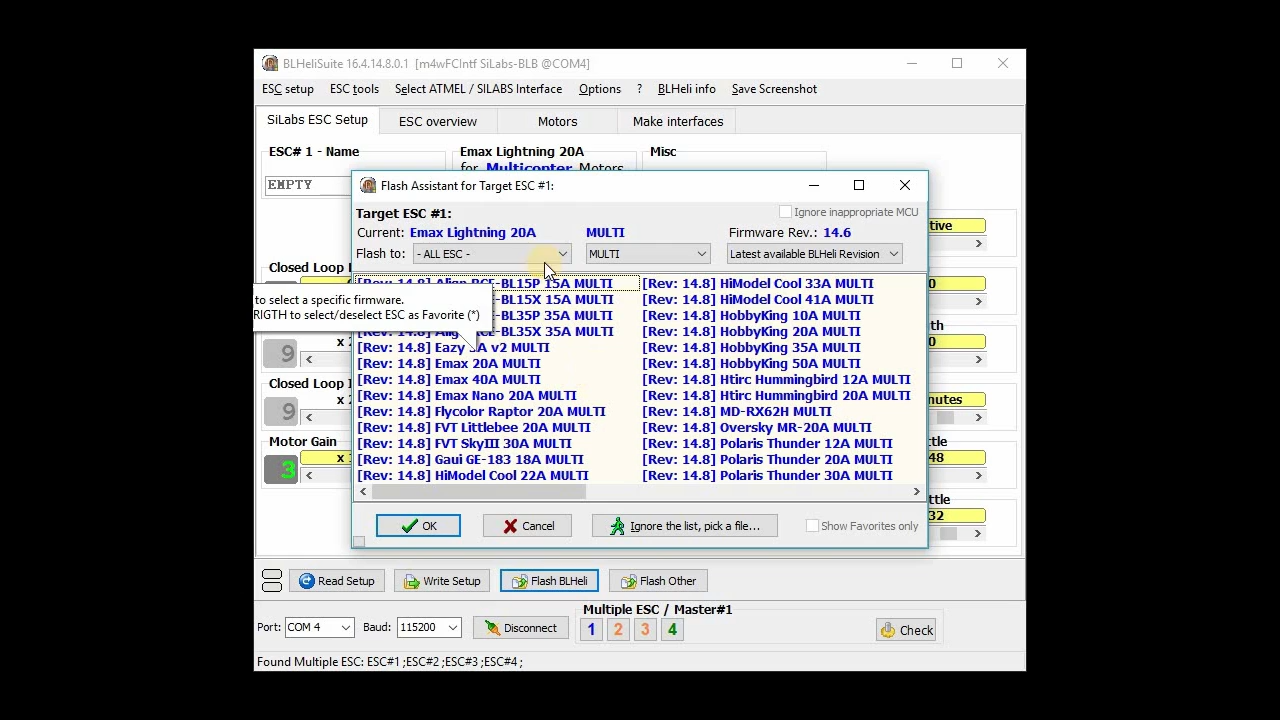 BLHeliSuite 16.4.14.8.0.1 [m4wFCIntf SiLabs-BLB @COM4]
ESC setup ESC tools Select ATMEL / SILABS Interface Options ? BLHeli info Save Screenshot
SiLabs ESC Setup ESC overview Motors Make interfaces
ESC# 1 - Name Emax Lightning 20A Misc
for Multicopter Motors
EMPTY
Flash Assistant for Target ESC #1:
Target ESC #1: Ignore inappropriate MCU
Current: Emax Lightning 20A MULTI Firmware Rev.: 14.6
Flash to: - ALL ESC - MULTI Latest available BLHeli Revision
[Rev: 14.8] HiModel Cool 33A MULTI
BL15P 15A MULTI
to select a specific firmware.
RIGTH to select/deselect ESC as Favorite (*)
BL15X 15A MULTI [Rev: 14.8] HiModel Cool 41A MULTI
BL35P 35A MULTI [Rev: 14.8] HobbyKing 10A MULTI
BL35X 35A MULTI [Rev: 14.8] HobbyKing 20A MULTI
[Rev: 14.8] Eazy 3A v2 MULTI [Rev: 14.8] HobbyKing 35A MULTI
[Rev: 14.8] Emax 20A MULTI [Rev: 14.8] HobbyKing 50A MULTI
[Rev: 14.8] Emax 40A MULTI [Rev: 14.8] Htirc Hummingbird 12A MULTI
[Rev: 14.8] Emax Nano 20A MULTI [Rev: 14.8] Htirc Hummingbird 20A MULTI
[Rev: 14.8] Flycolor Raptor 20A MULTI [Rev: 14.8] MD-RX62H MULTI
[Rev: 14.8] FVT Littlebee 20A MULTI [Rev: 14.8] Oversky MR-20A MULTI
[Rev: 14.8] FVT SkyIII 30A MULTI [Rev: 14.8] Polaris Thunder 12A MULTI
[Rev: 14.8] Gaui GE-183 18A MULTI [Rev: 14.8] Polaris Thunder 20A MULTI
[Rev: 14.8] HiModel Cool 22A MULTI [Rev: 14.8] Polaris Thunder 30A MULTI
OK Cancel Ignore the list, pick a file... Show Favorites only
Closed Loop
9 x
Closed Loop
9 x
Motor Gain
3 x
tive
0
th
0
nutes
tle
48
ttle
32
Read Setup Write Setup Flash BLHeli Flash Other
Multiple ESC / Master#1
Port: COM 4 Baud: 115200 Disconnect 1 2 3 4 Check
Found Multiple ESC: ESC#1 ;ESC#2 ;ESC#3 ;ESC#4 ;